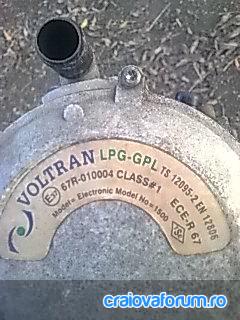 VOLTRAN LPG-GPL TS 12095-2 EN 12806
67R-010004 CLASS#1 ECE-R 67
Model= Electronic Model No=1500
craiovaforum.ro